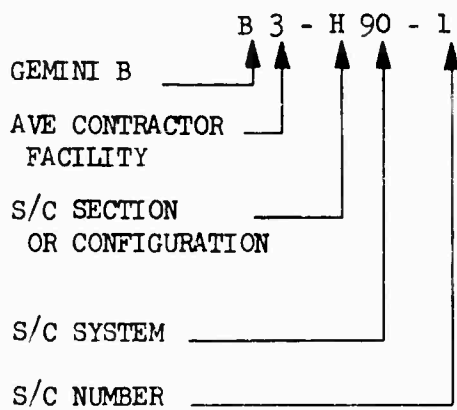 B 3 - H 90 - 1
GEMINI B
AVE CONTRACTOR
FACILITY
S/C SECTION
OR CONFIGURATION
S/C SYSTEM
S/C NUMBER